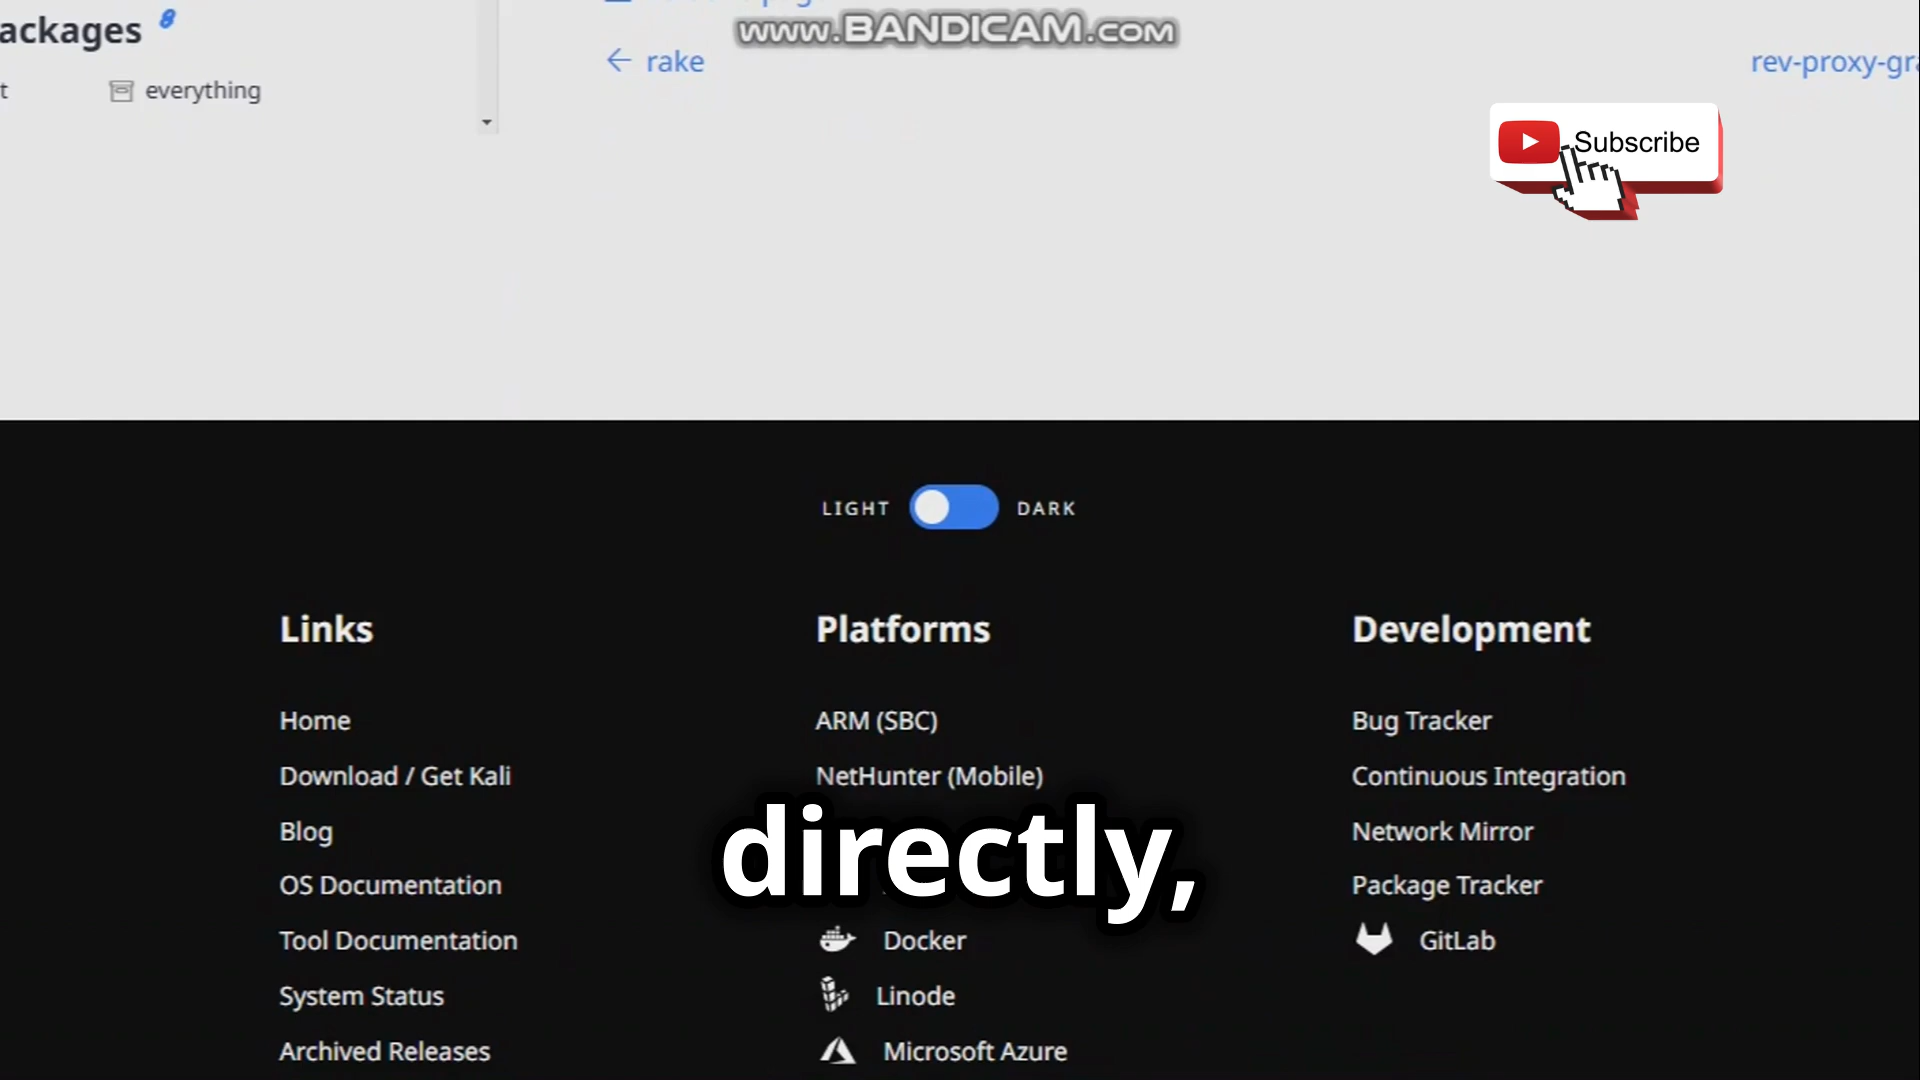 ackages
www.BANDICAM.com
← rake
rev-proxy-gra
t
everything
Subscribe
LIGHT
DARK
Links
Platforms
Development
Home
ARM (SBC)
Bug Tracker
Download / Get Kali
NetHunter (Mobile)
Continuous Integration
Blog
Network Mirror
directly,
OS Documentation
Package Tracker
Tool Documentation
Docker
GitLab
System Status
Linode
Archived Releases
Microsoft Azure